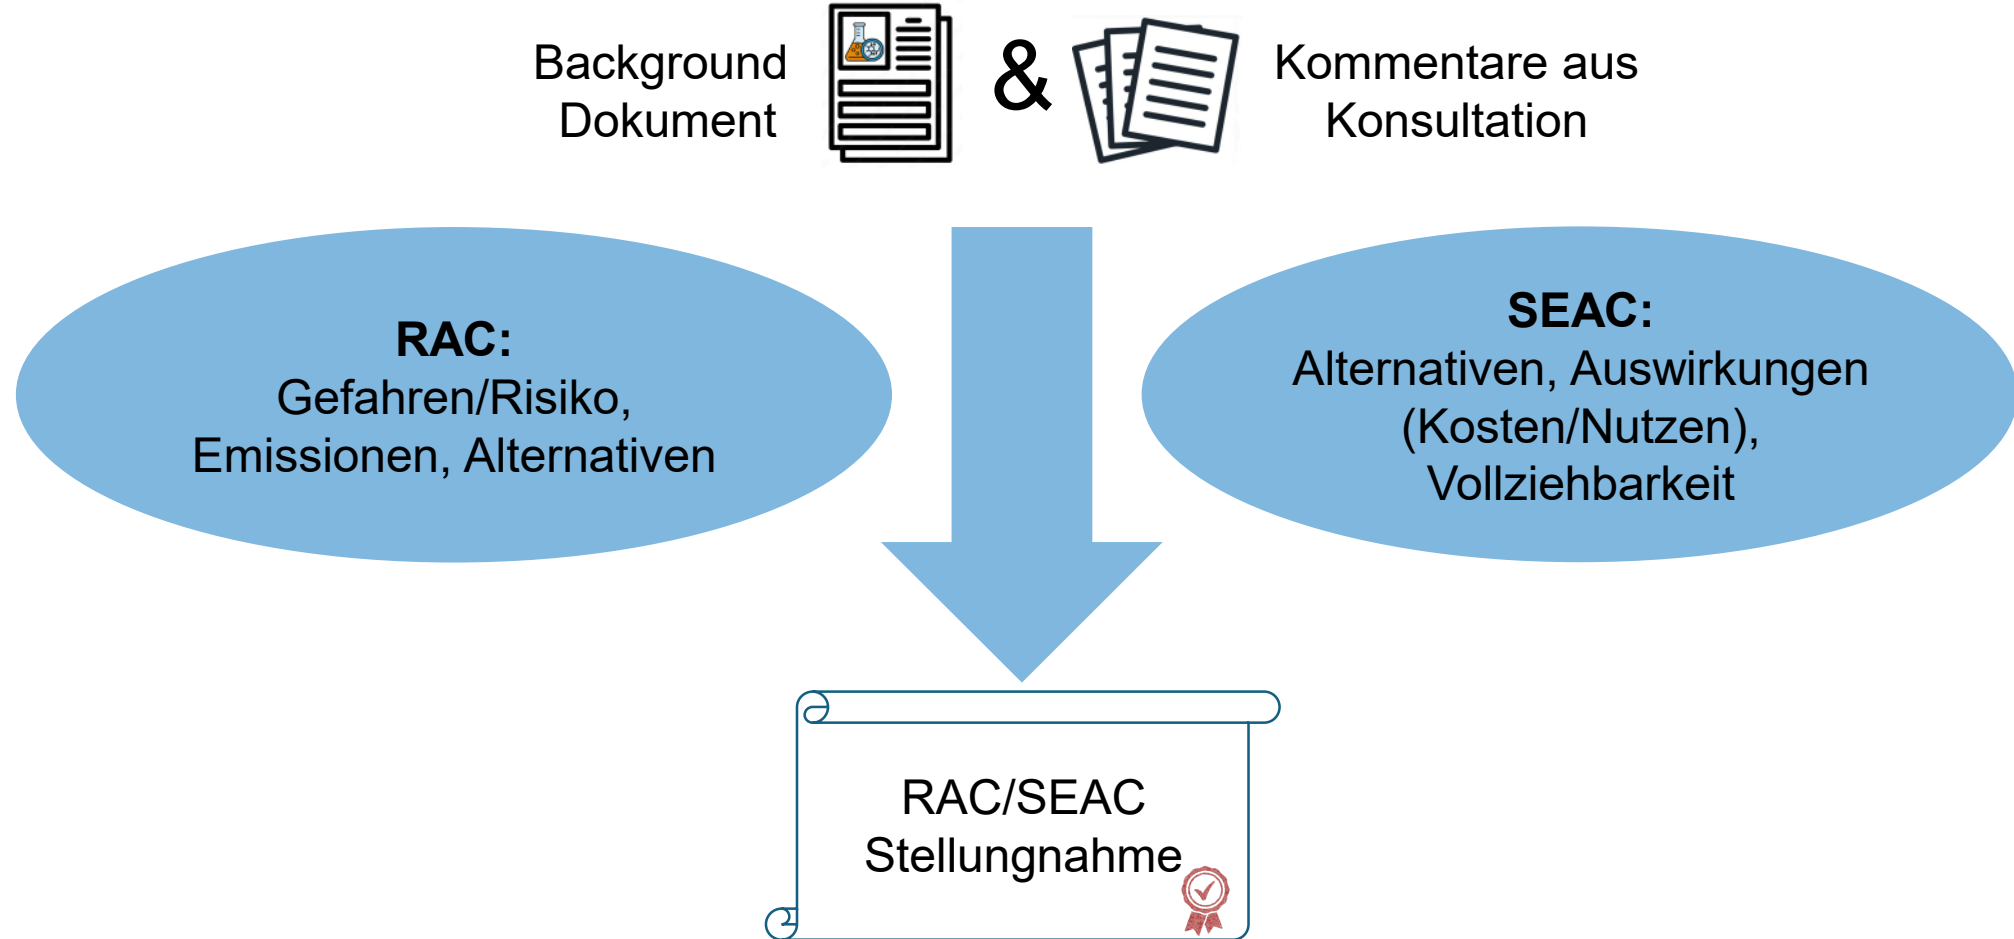 Background
Dokument
&
Kommentare aus
Konsultation
RAC:
Gefahren/Risiko,
Emissionen, Alternativen
SEAC:
Alternativen, Auswirkungen
(Kosten/Nutzen),
Vollziehbarkeit
RAC/SEAC
Stellungnahme